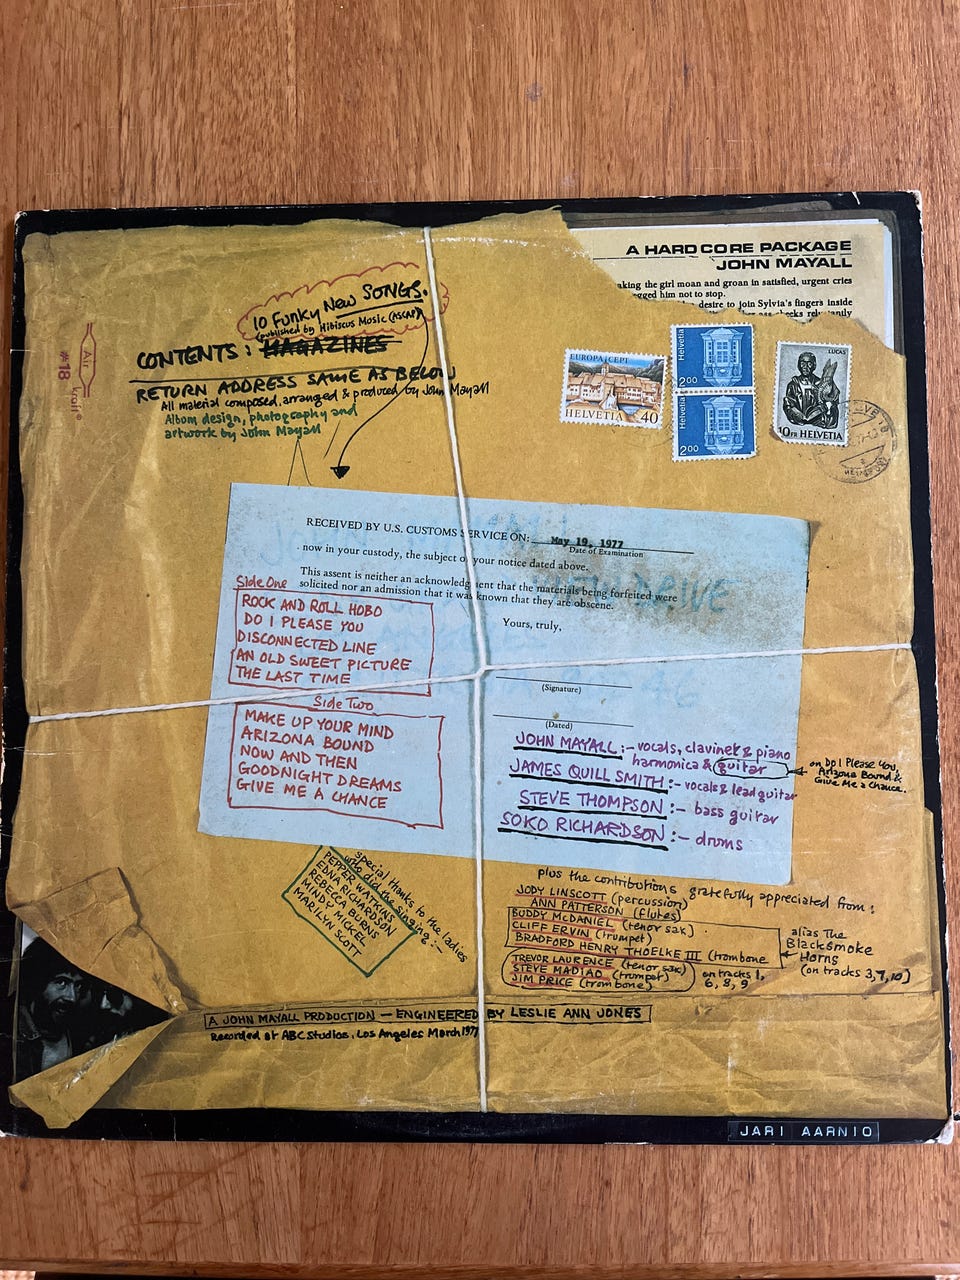 A HARD CORE PACKAGE
JOHN MAYALL
aking the girl moan and groan in satisfied, urgent cries
egged him not to stop.
desire to join Sylvia's fingers inside
10 Funky New SONGS.
(published by Hibiscus Music (ASCAP)
CONTENTS: MAGAZINES
RETURN ADDRESS SAME AS BELOW
All material composed, arranged & produced by John Mayall
Album design, photography and
artwork by John Mayall
#18
Air
EUROPA CEPT
HELVETIA 40
Helvetia
200
Helvetia
200
LUCAS
10FR HELVETIA
RECEIVED BY U.S. CUSTOMS SERVICE ON: May 19, 1977
Date of Examination
now in your custody, the subject of your notice dated above.
This assent is neither an acknowledgment that the materials being forfeited were
solicited nor an admission that it was known that they are obscene.
Yours, truly,
(Signature)
(Dated)
Side One
ROCK AND ROLL HOBO
DO I PLEASE YOU
DISCONNECTED LINE
AN OLD SWEET PICTURE
THE LAST TIME
Side Two
MAKE UP YOUR MIND
ARIZONA BOUND
NOW AND THEN
GOODNIGHT DREAMS
GIVE ME A CHANCE
JOHN MAYALL:- vocals, clavinet & piano
harmonica & guitar
on Do I Please You,
Arizona Bound &
Give Me a Chance.
JAMES QUILL SMITH:- vocals & lead guitar
STEVE THOMPSON:- bass guitar
SOKO RICHARDSON:- drums
special thanks to the ladies
who did the singing:-
PEPPER WATKINS
EDNA RICHARDSON
REBECCA BURNS
MINDY MCKEL
MARILYN SCOT
plus the contributions gratefully appreciated from:
JODY LINSCOTT (percussion)
ANN PATTERSON (flutes)
BUDDY McDANIEL (tenor sax)
CLIFF ERVIN (trumpet)
BRADFORD HENRY THOELKE III (trombone
alias The
Blacksmoke
Horns
(on tracks 3,7,10)
TREVOR LAURENCE (tenor sax)
STEVE MADIAO (trumpet)
JIM PRICE (trombone)
on tracks 1,
6, 8, 9
A JOHN MAYALL PRODUCTION — ENGINEERED BY LESLIE ANN JONES
Recorded at ABC Studios, Los Angeles March 1977
JARI AARNIO